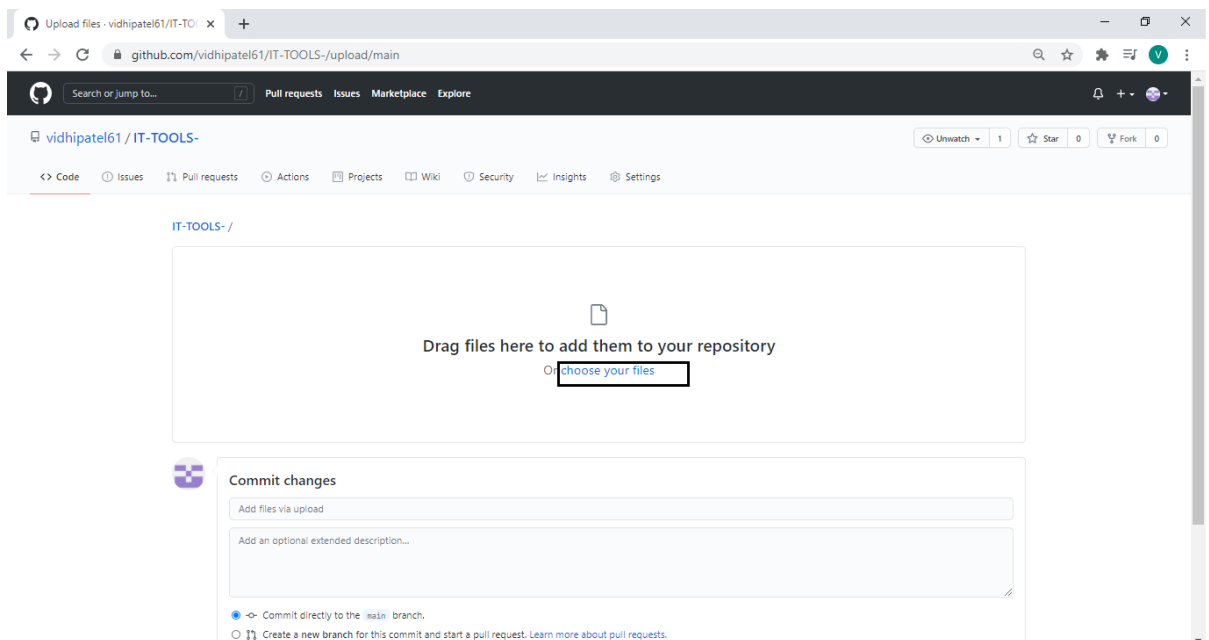 Upload files · vidhipatel61/IT-TO
github.com/vidhipatel61/IT-TOOLS-/upload/main
V
Search or jump to... / Pull requests Issues Marketplace Explore
vidhipatel61 / IT-TOOLS-
Unwatch 1 Star 0 Fork 0
Code Issues Pull requests Actions Projects Wiki Security Insights Settings
IT-TOOLS- /
Drag files here to add them to your repository
Or choose your files
Commit changes
Add files via upload
Add an optional extended description...
Commit directly to the main branch.
Create a new branch for this commit and start a pull request. Learn more about pull requests.